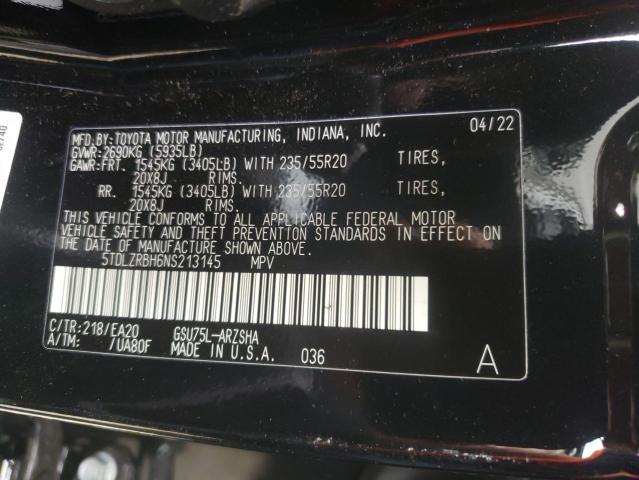 MFD.BY:TOYOTA MOTOR MANUFACTURING, INDIANA, INC. 04/22
GVWR:2690KG (5935LB)
GAWR:FRT. 1545KG (3405LB) WITH 235/55R20 TIRES,
20X8J RIMS.
RR. 1545KG (3405LB) WITH 235/55R20 TIRES,
20X8J RIMS.
THIS VEHICLE CONFORMS TO ALL APPLICABLE FEDERAL MOTOR
VEHICLE SAFETY AND THEFT PREVENTION STANDARDS IN EFFECT ON
THE DATE OF MANUFACTURE SHOWN ABOVE.
5TDLZRBH6NS213145 MPV
C/TR:218/EA20 GSU75L-ARZSHA
A/TM: /UA80F MADE IN U.S.A. 036 A